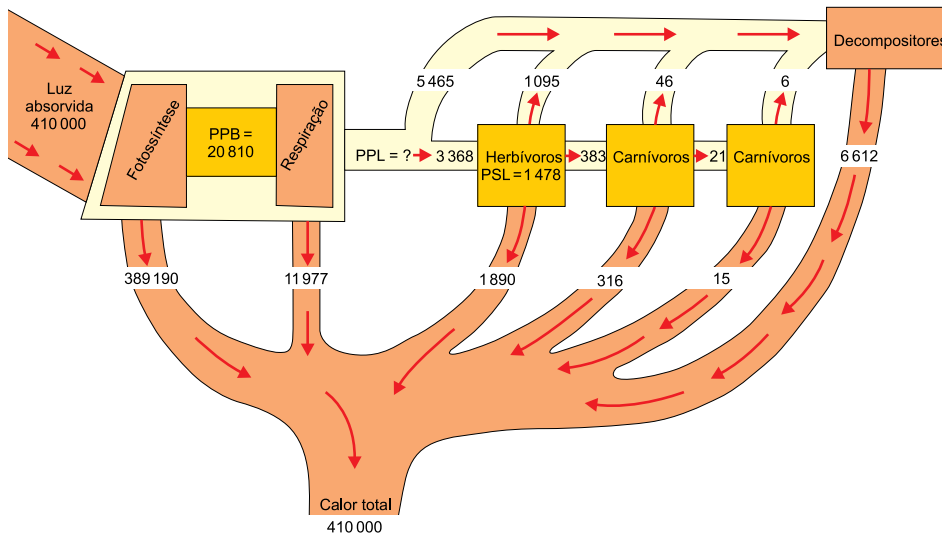 Luz
absorvida
410 000
Fotossíntese
PPB =
20 810
Respiração
PPL = ?
3 368
5 465
1 095
46
6
Decompositores
Herbívoros
PSL = 1 478
383
Carnívoros
21
Carnívoros
6 612
389 190
11 977
1 890
316
15
Calor total
410 000